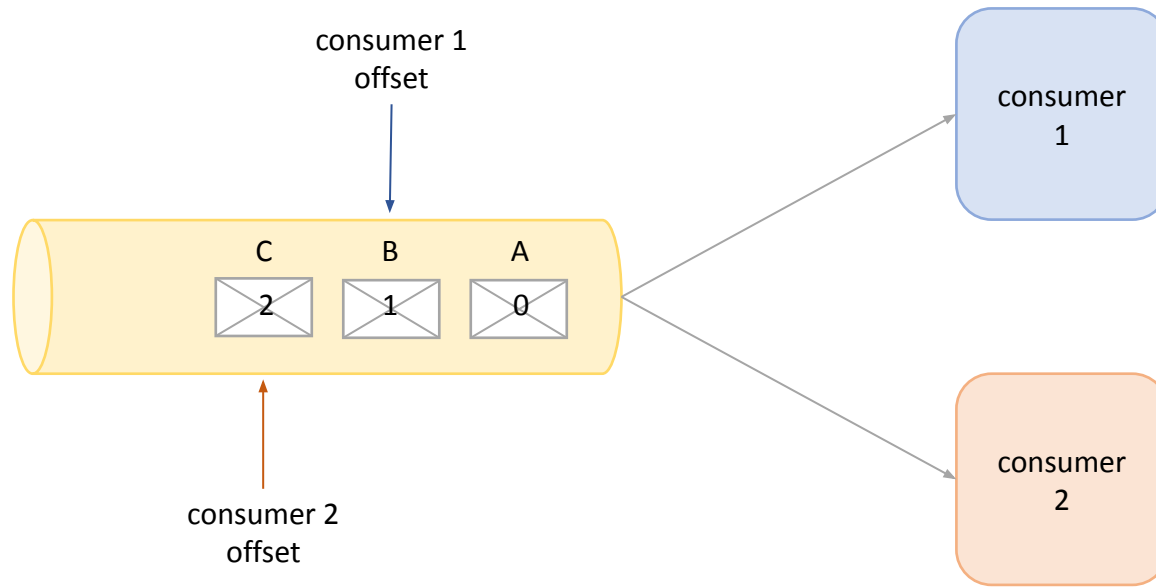 consumer 1
offset
consumer
1
C B A
2 1 0
consumer 2
offset
consumer
2